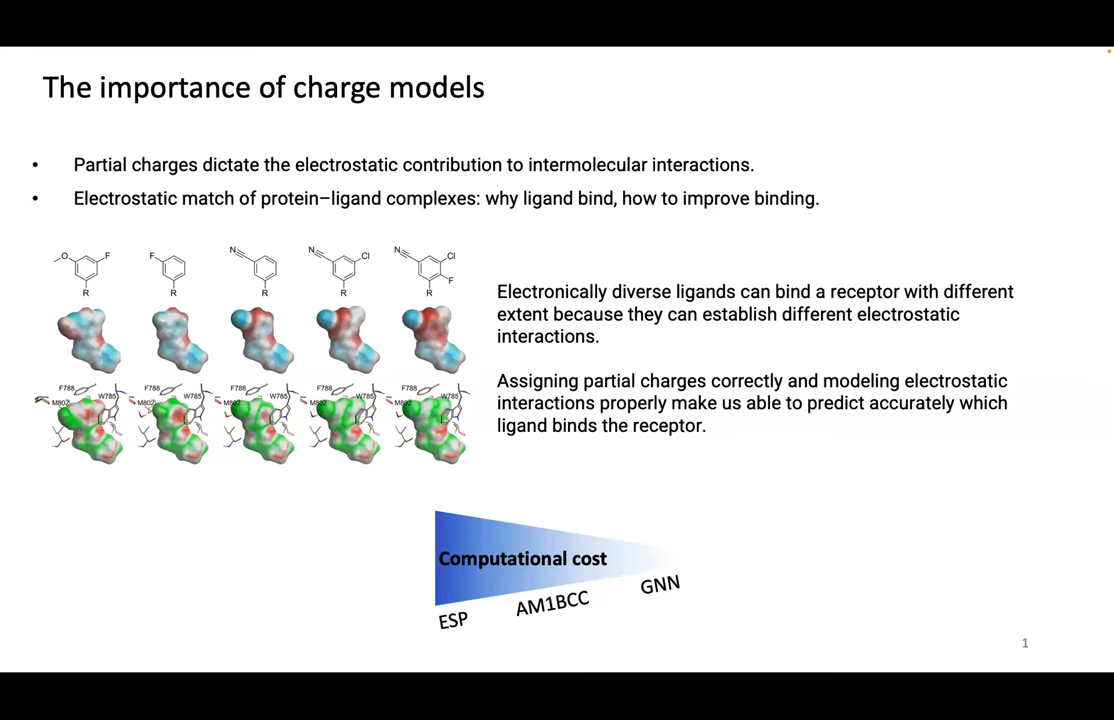 The importance of charge models
• Partial charges dictate the electrostatic contribution to intermolecular interactions.
• Electrostatic match of protein–ligand complexes: why ligand bind, how to improve binding.
O F F N N Cl N Cl
F
R R R R R
Electronically diverse ligands can bind a receptor with different
extent because they can establish different electrostatic
interactions.
Assigning partial charges correctly and modeling electrostatic
interactions properly make us able to predict accurately which
ligand binds the receptor.
F788 F788 F788 F788 F788
W785 W785 W785 W785 W785
M802 M802 M802 M802 M802
Computational cost
ESP AM1BCC GNN
1